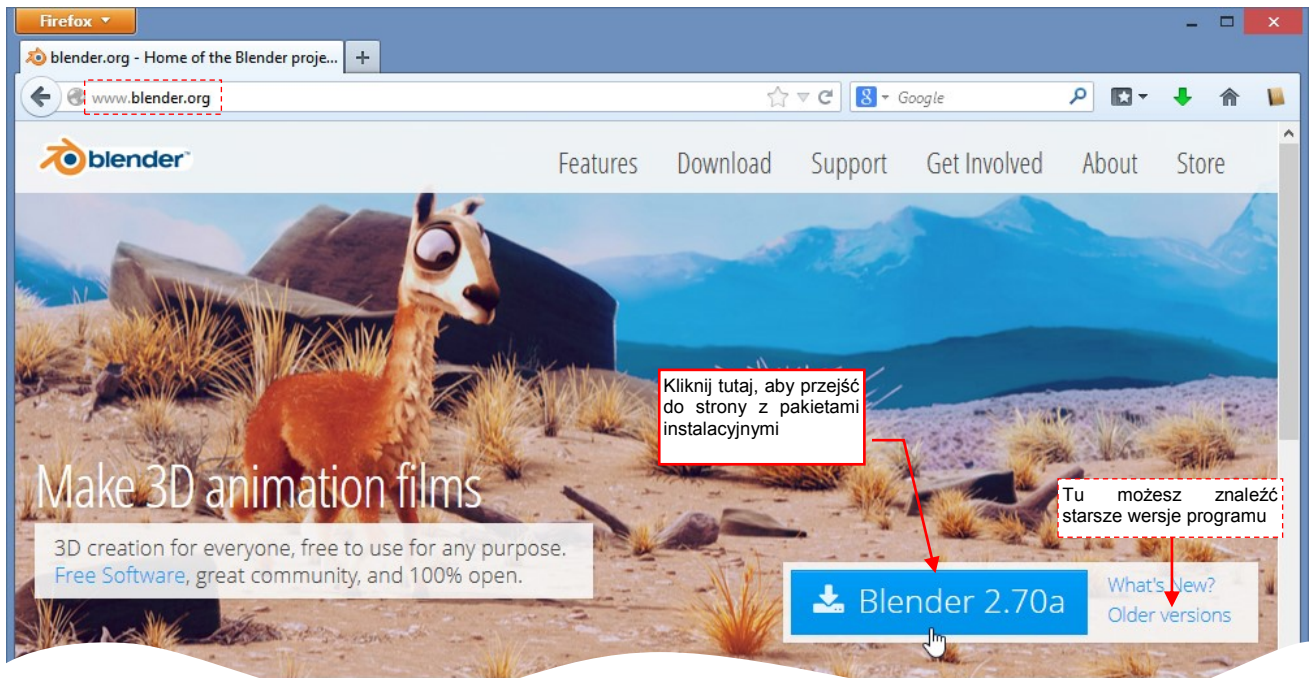 Firefox
blender.org - Home of the Blender proje...
www.blender.org
8 Google
blender
Features Download Support Get Involved About Store
Kliknij tutaj, aby przejść
do strony z pakietami
instalacyjnymi
Make 3D animation films
Tu możesz znaleźć
starsze wersje programu
3D creation for everyone, free to use for any purpose.
Free Software, great community, and 100% open.
Blender 2.70a
What's New?
Older versions